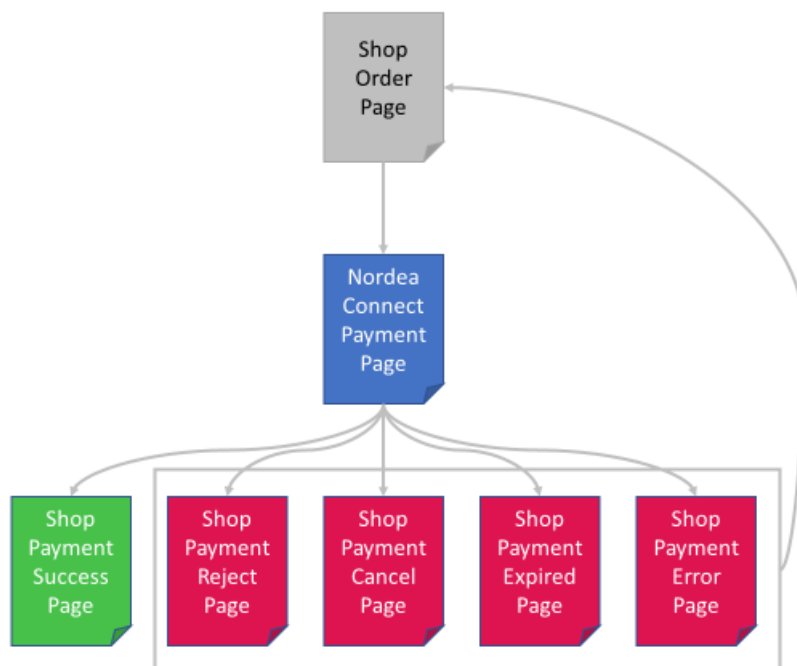 Shop
Order
Page
Nordea
Connect
Payment
Page
Shop
Payment
Success
Page
Shop
Payment
Reject
Page
Shop
Payment
Cancel
Page
Shop
Payment
Expired
Page
Shop
Payment
Error
Page